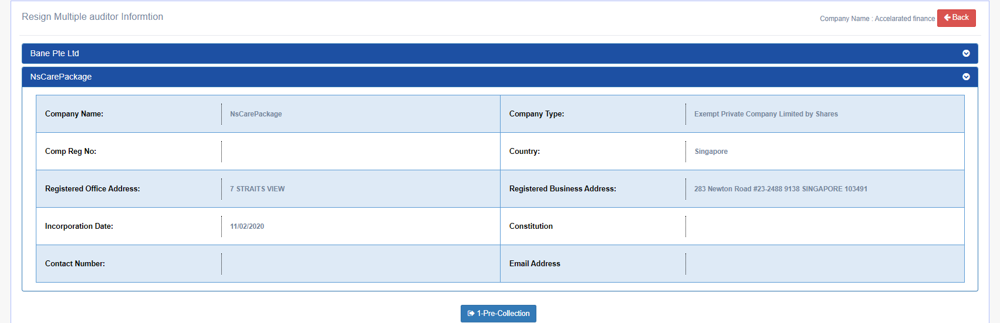 Resign Multiple auditor Informtion
Company Name : Accelarated finance Back
Bane Pte Ltd
NsCarePackage
Company Name: NsCarePackage Company Type: Exempt Private Company Limited by Shares
Comp Reg No: Country: Singapore
Registered Office Address: 7 STRAITS VIEW Registered Business Address: 283 Newton Road #23-2488 9138 SINGAPORE 103491
Incorporation Date: 11/02/2020 Constitution
Contact Number: Email Address
1-Pre-Collection